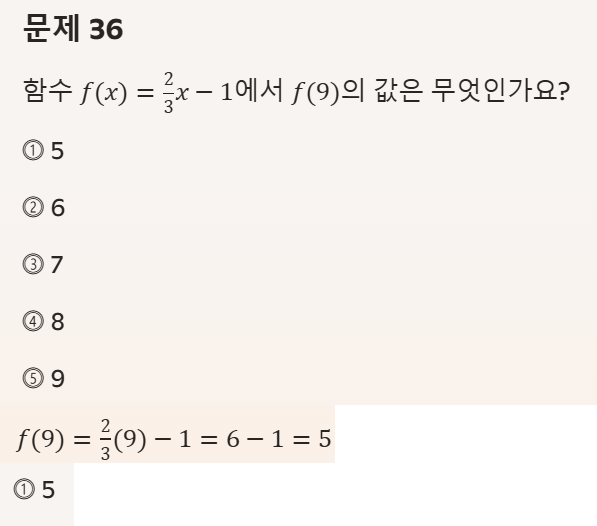 문제 36
함수 f(x) = 2/3 x − 1에서 f(9)의 값은 무엇인가요?
① 5
② 6
③ 7
④ 8
⑤ 9
f(9) = 2/3 (9) − 1 = 6 − 1 = 5
① 5